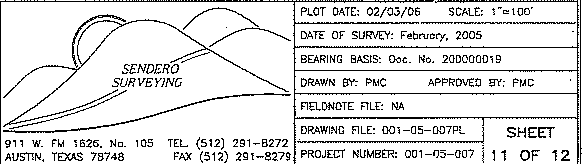 SENDERO
SURVEYING
911 W. FM 1626, No. 105 TEL. (512) 291-8272
AUSTIN, TEXAS 78748 FAX (512) 291-8279
PLOT DATE: 02/03/06 SCALE: 1"=100'
DATE OF SURVEY: February, 2005
BEARING BASIS: Doc. No. 200000019
DRAWN BY: PMC APPROVED BY: PMC
FIELDNOTE FILE: NA
DRAWING FILE: 001-05-007PL
PROJECT NUMBER: 001-05-007
SHEET
11 OF 12